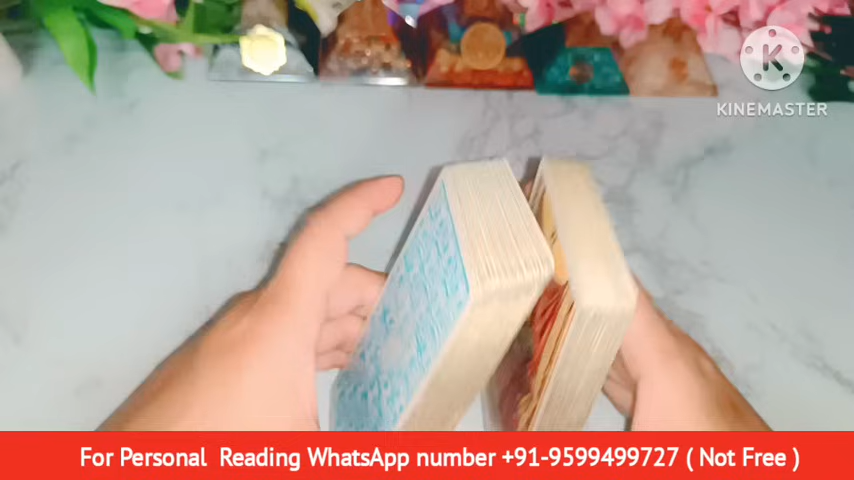 K
KINEMASTER
For Personal  Reading WhatsApp number +91-9599499727 ( Not Free )